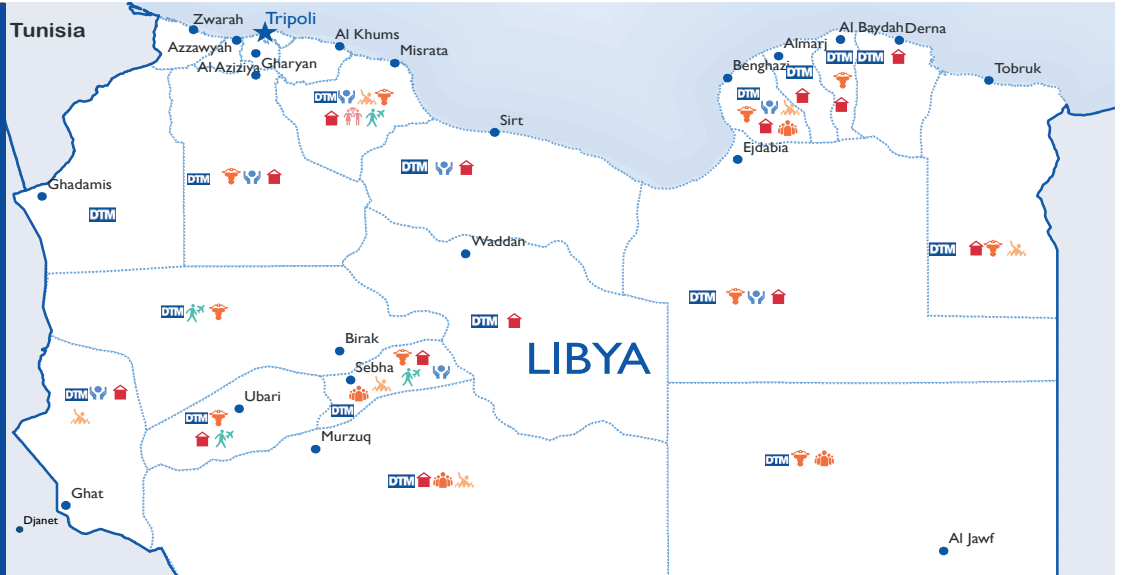 Tunisia
Zwarah
Tripoli
Azzawyah
Al Khums
Al Aziziya
Gharyan
Misrata
Al Baydah
Derna
Almarj
Benghazi
DTM
DTM
DTM
DTM
DTM
Tobruk
Sirt
Ejdabia
DTM
DTM
Ghadamis
DTM
Waddan
DTM
DTM
DTM
DTM
LIBYA
Birak
Sebha
DTM
Ubari
DTM
DTM
Murzuq
DTM
DTM
Ghat
Djanet
Al Jawf